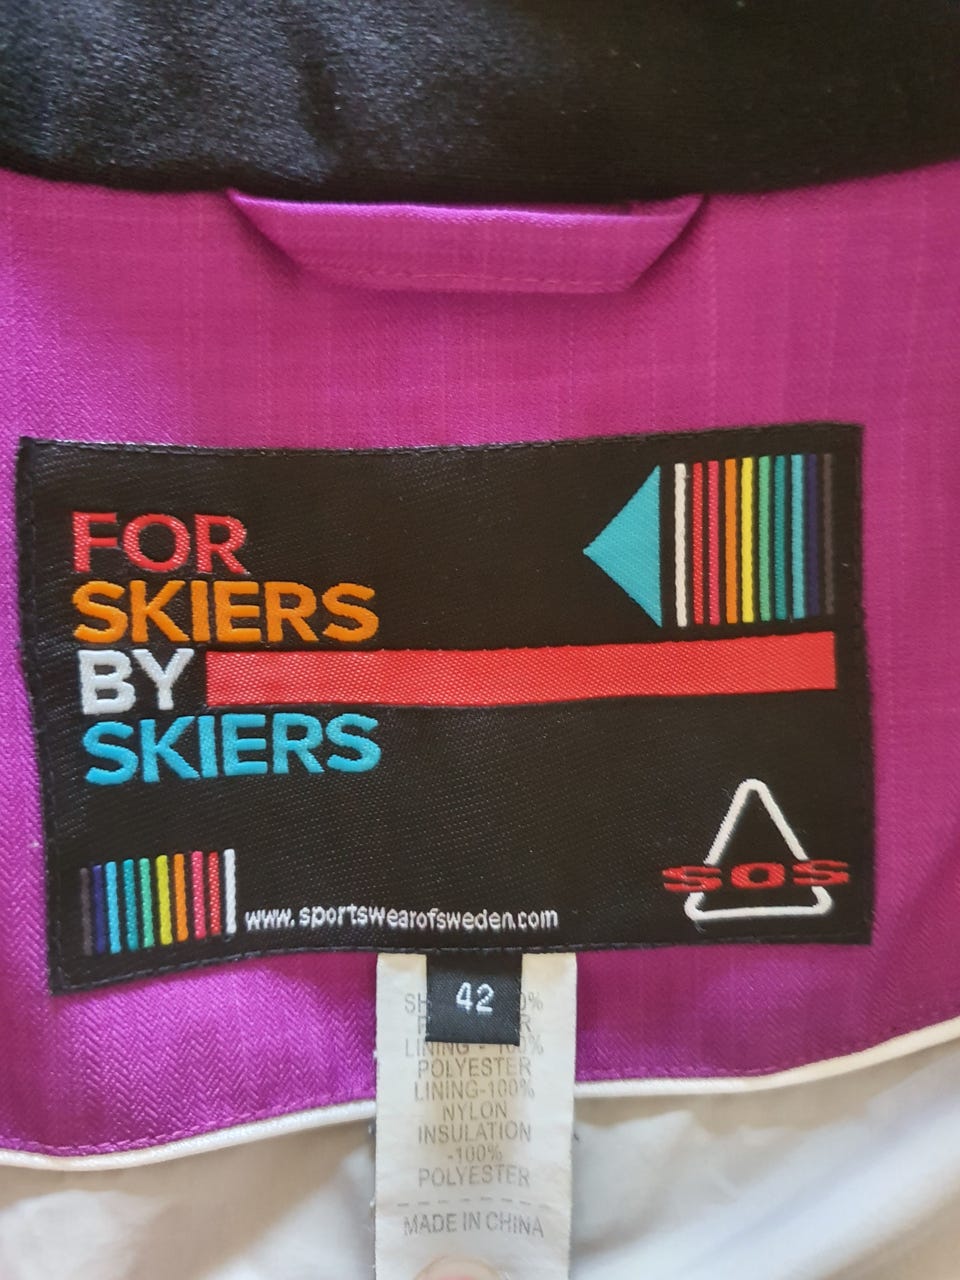 FOR
SKIERS
BY
SKIERS
SOS
www.sportswearofsweden.com
42
LINING - 100%
POLYESTER
LINING-100%
NYLON
INSULATION
-100%
POLYESTER
MADE IN CHINA